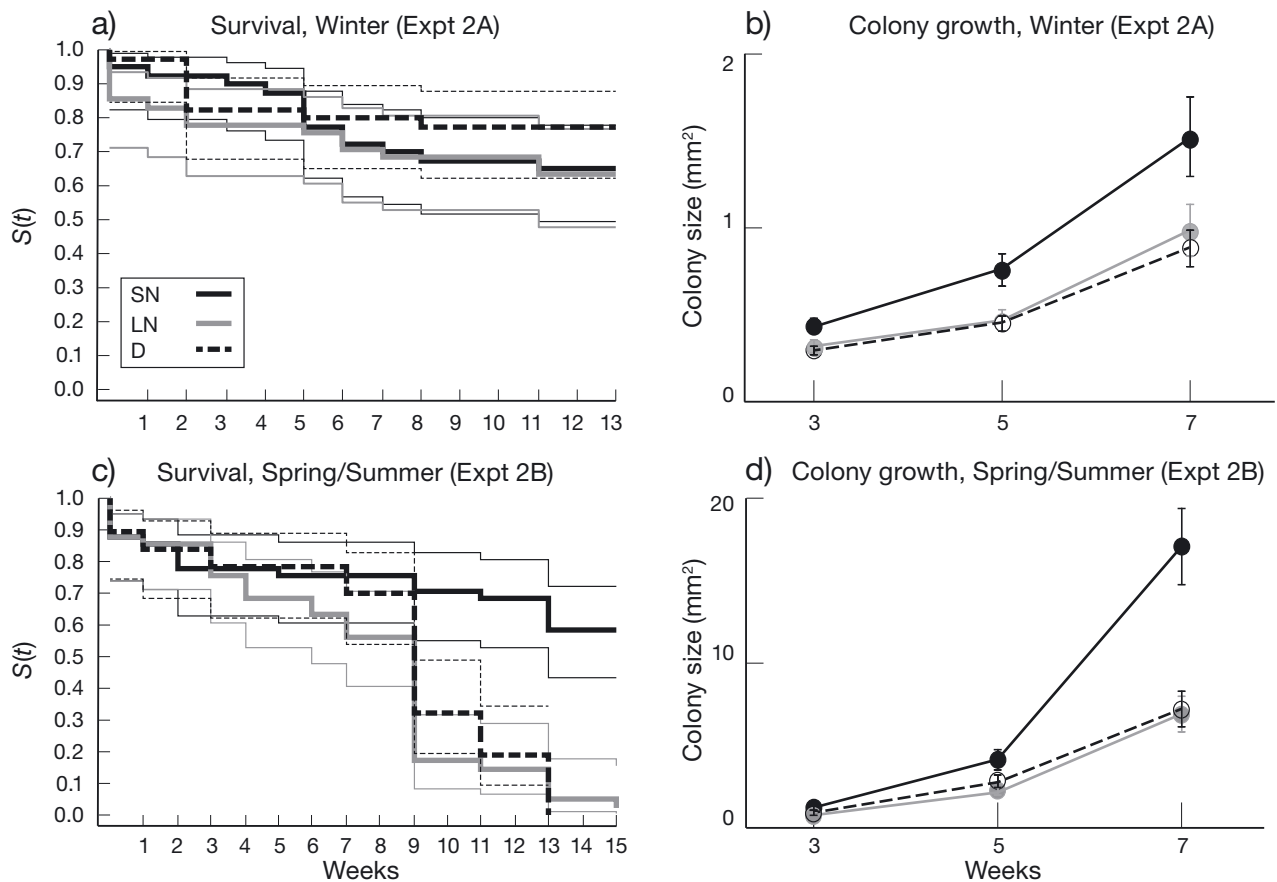 a) Survival, Winter (Expt 2A)
1.0
0.9
0.8
0.7
0.6
0.5
0.4
0.3
0.2
0.1
0.0
S(t)
SN
LN
D
1 2 3 4 5 6 7 8 9 10 11 12 13
b) Colony growth, Winter (Expt 2A)
2
1
0
Colony size (mm²)
3 5 7
c) Survival, Spring/Summer (Expt 2B)
1.0
0.9
0.8
0.7
0.6
0.5
0.4
0.3
0.2
0.1
0.0
S(t)
1 2 3 4 5 6 7 8 9 10 11 12 13 14 15
Weeks
d) Colony growth, Spring/Summer (Expt 2B)
20
10
0
Colony size (mm²)
3 5 7
Weeks